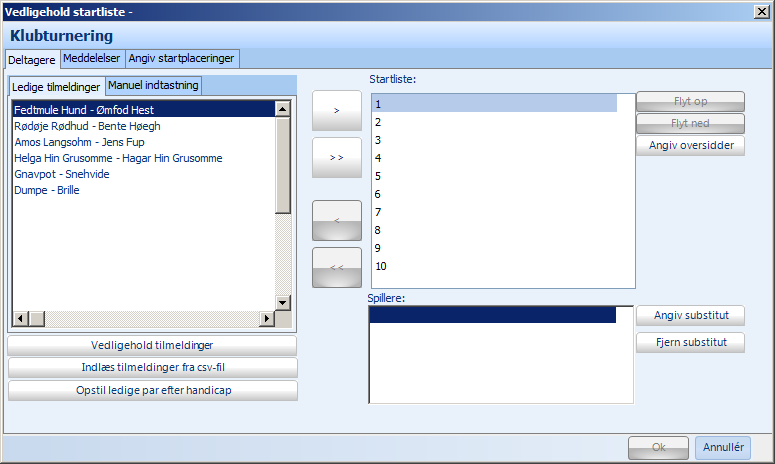 Vedligehold startliste -
Klubturnering
Deltagere
Meddelelser
Angiv startplaceringer
Ledige tilmeldinger
Manuel indtastning
Fedtmule Hund - Ømfod Hest
Rødøje Rødhud - Bente Høegh
Amos Langsohm - Jens Fup
Helga Hin Grusomme - Hagar Hin Grusomme
Gnavpot - Snehvide
Dumpe - Brille
Vedligehold tilmeldinger
Indlæs tilmeldinger fra csv-fil
Opstil ledige par efter handicap
>
> >
<
< <
Startliste:
1
2
3
4
5
6
7
8
9
10
Flyt op
Flyt ned
Angiv oversidder
Spillere:
Angiv substitut
Fjern substitut
Ok
Annullér